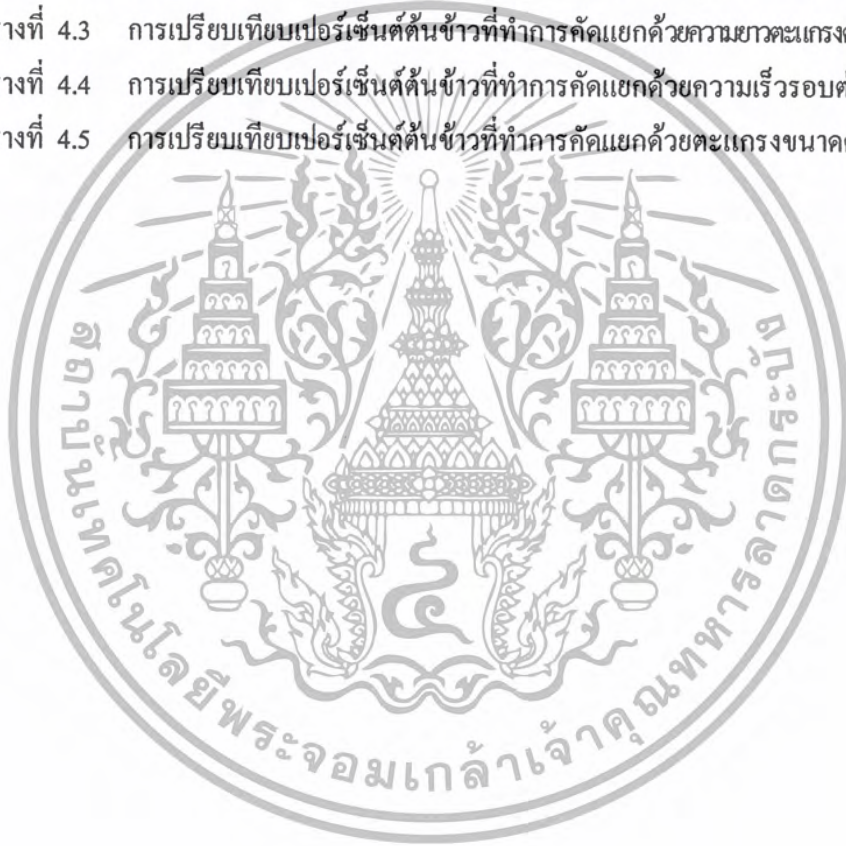 างที่ 4.3 การเปรียบเทียบเปอร์เซ็นต์ต้นข้าวที่ทำการคัดแยกด้วยความยาวตะแกรง
างที่ 4.4 การเปรียบเทียบเปอร์เซ็นต์ต้นข้าวที่ทำการคัดแยกด้วยความเร็วรอบ
างที่ 4.5 การเปรียบเทียบเปอร์เซ็นต์ต้นข้าวที่ทำการคัดแยกด้วยตะแกรงขนาด
สถาบันเทคโนโลยีพระจอมเกล้าเจ้าคุณทหารลาดกระบัง
๔